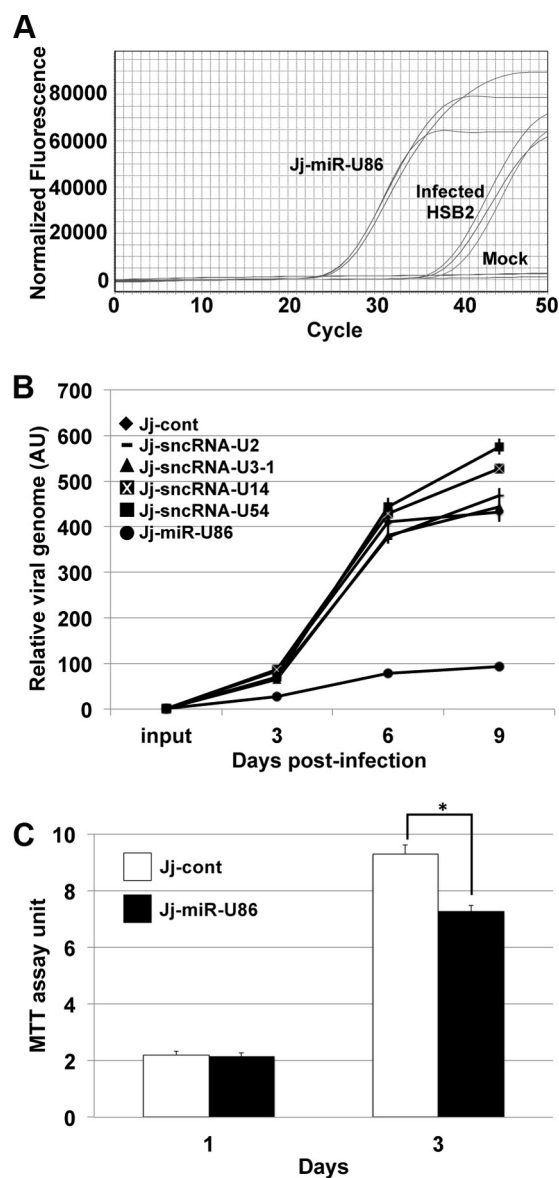 A
Normalized Fluorescence
80000
60000
40000
20000
0
Jj-miR-U86
Infected
HSB2
Mock
0
10
20
30
40
50
Cycle
B
Relative viral genome (AU)
700
600
500
400
300
200
100
0
Jj-cont
Jj-sncRNA-U2
Jj-sncRNA-U3-1
Jj-sncRNA-U14
Jj-sncRNA-U54
Jj-miR-U86
input
3
6
9
Days post-infection
C
MTT assay unit
10
8
6
4
2
0
Jj-cont
Jj-miR-U86
*
1
3
Days